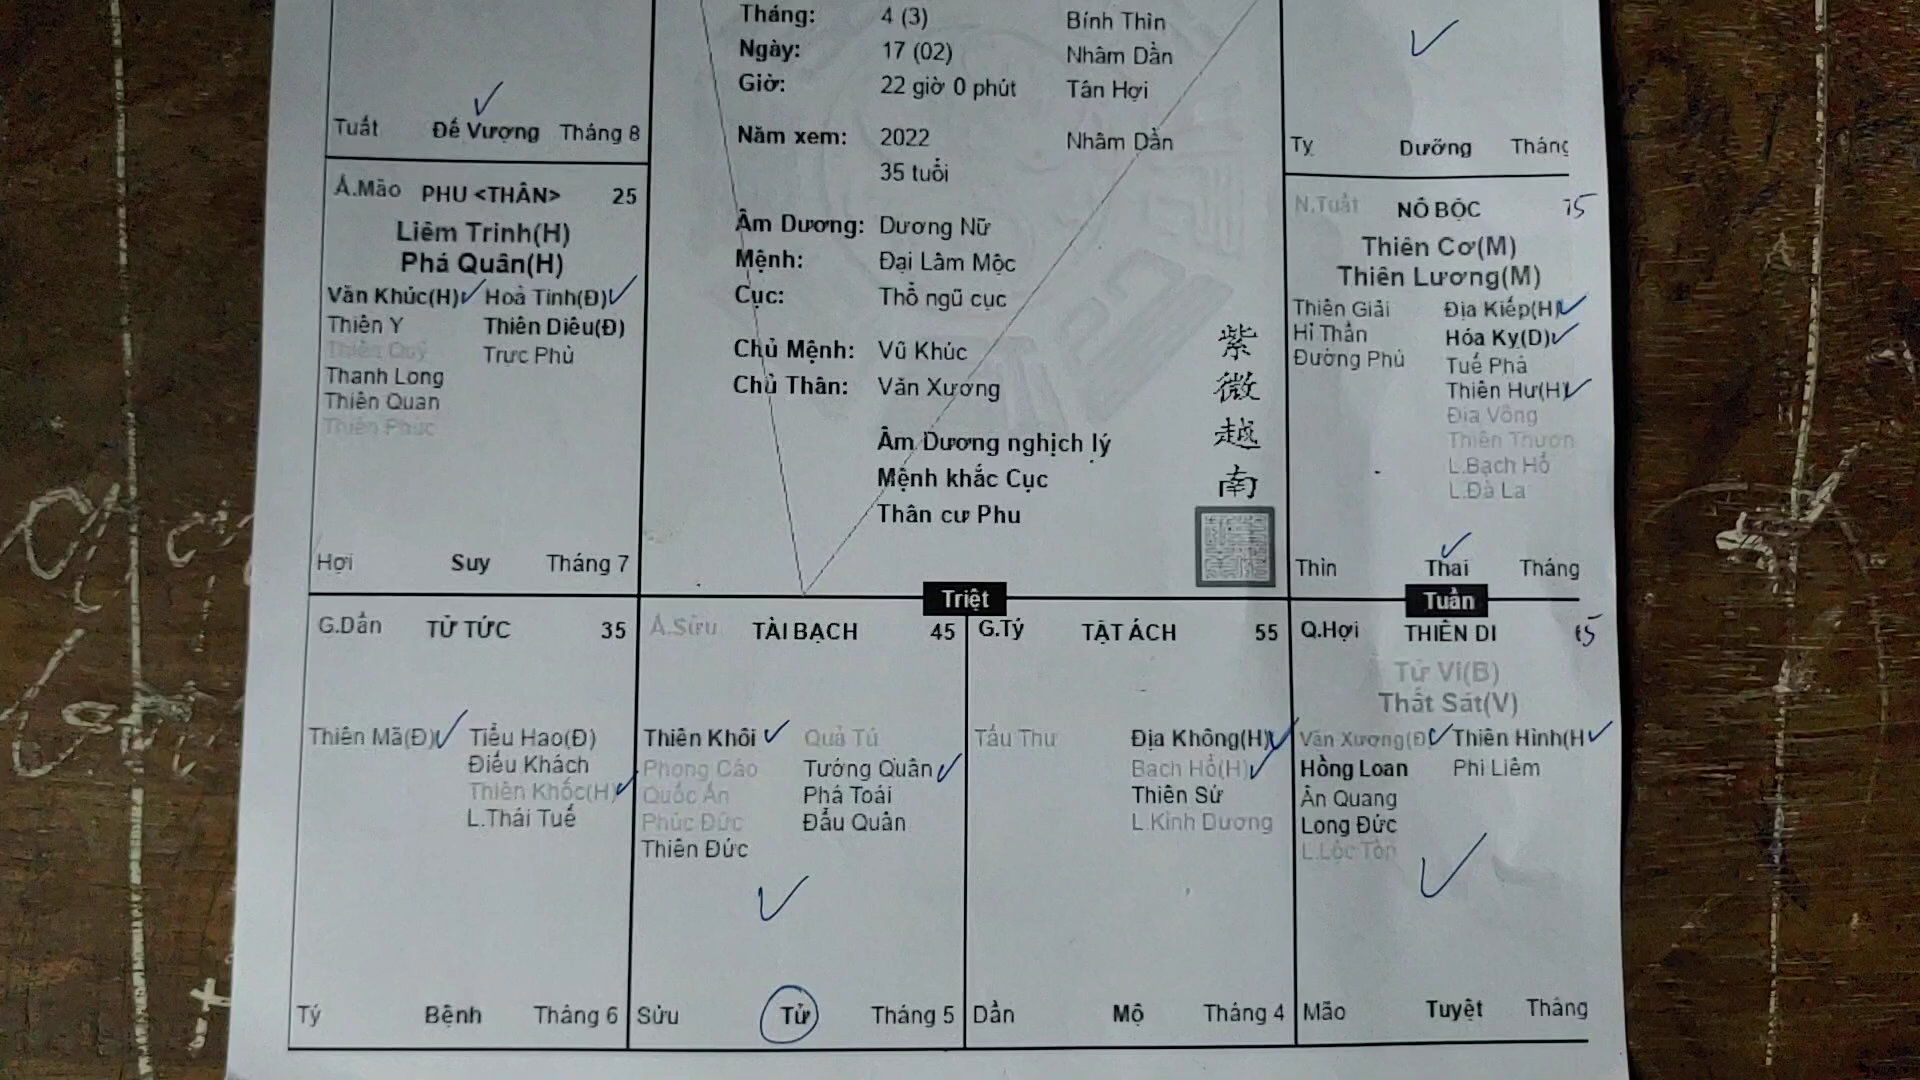 Tháng: 4 (3) Bính Thìn
Ngày: 17 (02) Nhâm Dần
Giờ: 22 giờ 0 phút Tân Hợi
Năm xem: 2022 Nhâm Dần
35 tuổi
Âm Dương: Dương Nữ
Mệnh: Đại Lâm Mộc
Cục: Thổ ngũ cục
Chủ Mệnh: Vũ Khúc
Chủ Thân: Văn Xương
Âm Dương nghịch lý
Mệnh khắc Cục
Thân cư Phu
紫
微
越
南
Tuất Đế Vượng Tháng 8
Tỵ Dưỡng Tháng
Ấ.Mão PHU <THÂN> 25
Liêm Trinh(H)
Phá Quân(H)
Văn Khúc(H) Hoả Tinh(Đ)
Thiên Y Thiên Diêu(Đ)
Thiên Quý Trực Phù
Thanh Long
Thiên Quan
Thiên Phúc
Hợi Suy Tháng 7
N.Tuất NÔ BỘC 75
Thiên Cơ(M)
Thiên Lương(M)
Thiên Giải Địa Kiếp(H)
Hỉ Thần Hóa Kỵ(D)
Đường Phù Tuế Phá
Thiên Hư(H)
Địa Võng
Thiên Thươn
L.Bạch Hổ
L.Đà La
Thìn Thai Tháng
Triệt
Tuần
G.Dần TỬ TỨC 35
Thiên Mã(Đ) Tiểu Hao(Đ)
Điếu Khách
Thiên Khốc(H)
L.Thái Tuế
Tý Bệnh Tháng 6
Ấ.Sửu TÀI BẠCH 45
Thiên Khôi Quả Tú
Phong Cáo Tướng Quân
Quốc Ấn Phá Toái
Phúc Đức Đẩu Quân
Thiên Đức
Sửu Tử Tháng 5
G.Tý TẬT ÁCH 55
Tấu Thư Địa Không(H)
Bạch Hổ(H)
Thiên Sứ
L.Kình Dương
Dần Mộ Tháng 4
Q.Hợi THIÊN DI 65
Tử Vi(B)
Thất Sát(V)
Văn Xương(Đ) Thiên Hình(H
Hồng Loan Phi Liêm
Ân Quang
Long Đức
L.Lộc Tồn
Mão Tuyệt Tháng